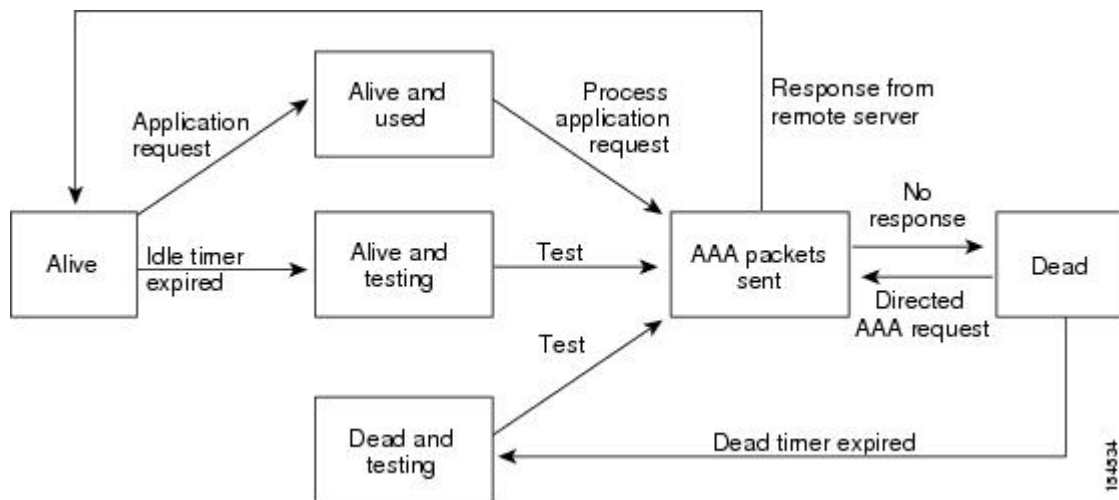 Alive
Application
request
Alive and
used
Process
application
request
Response from
remote server
Idle timer
expired
Alive and
testing
Test
AAA packets
sent
No
response
Dead
Directed
AAA request
Test
Dead and
testing
Dead timer expired
154534